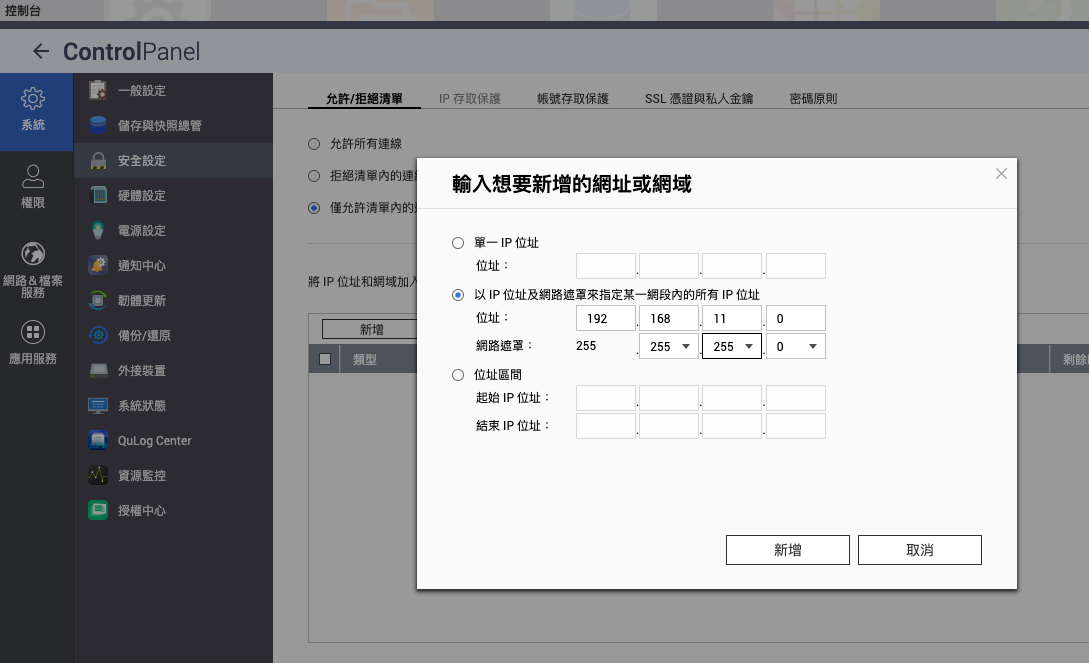 控制台
ControlPanel
系統
權限
網路＆檔案
服務
應用服務
一般設定
儲存與快照總管
安全設定
硬體設定
電源設定
通知中心
韌體更新
備份/還原
外接裝置
系統狀態
QuLog Center
資源監控
授權中心
允許/拒絕清單
IP 存取保護
帳號存取保護
SSL 憑證與私人金鑰
密碼原則
允許所有連線
拒絕清單內的連
僅允許清單內的
將 IP 位址和網域加入
新增
類型
剩餘
輸入想要新增的網址或網域
單一 IP 位址
位址：
. . .
以 IP 位址及網路遮罩來指定某一網段內的所有 IP 位址
位址： 192 . 168 . 11 . 0
網路遮罩： 255 . 255 . 255 . 0
位址區間
起始 IP 位址： . . .
結束 IP 位址： . . .
新增
取消